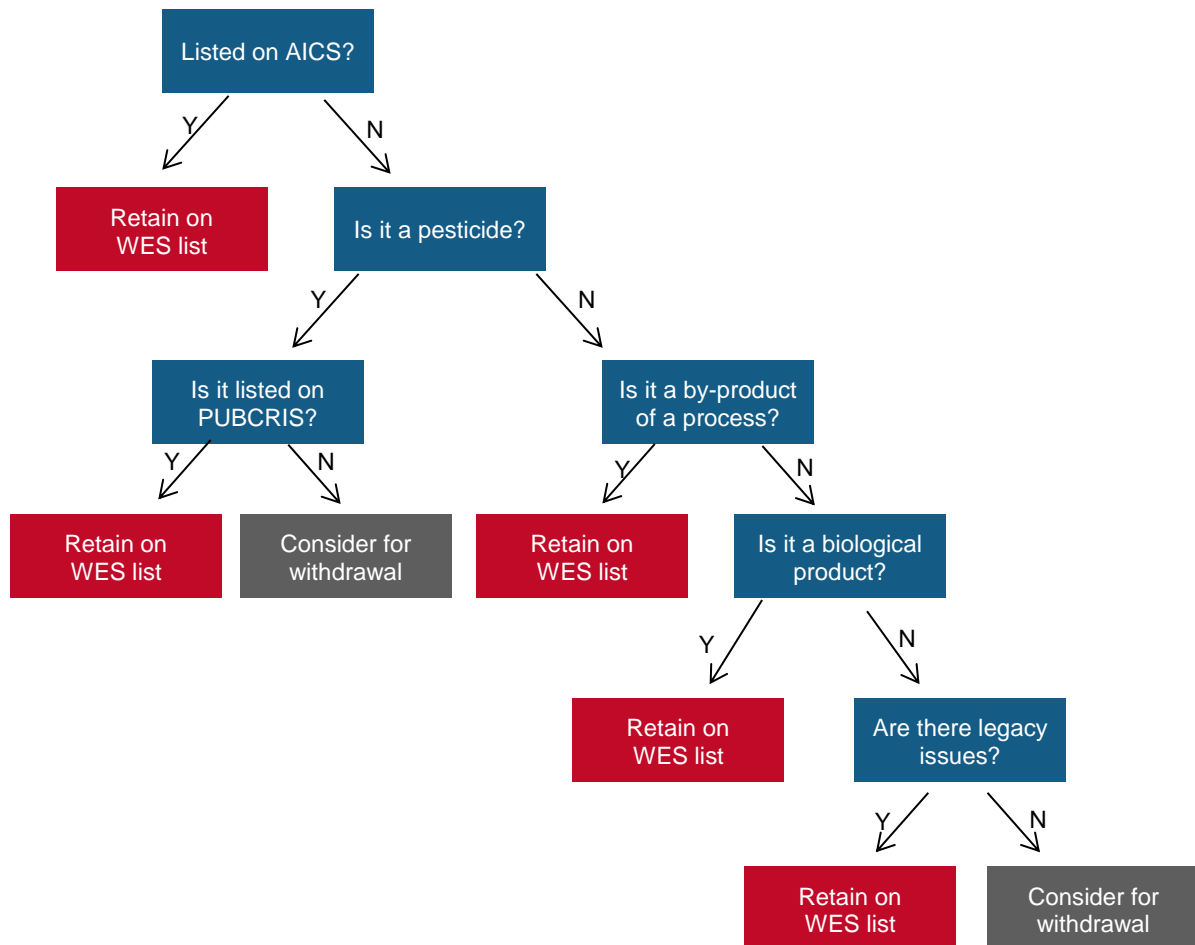 Listed on AICS?
Y
N
Retain on
WES list
Is it a pesticide?
Y
N
Is it listed on
PUBCRIS?
Is it a by-product
of a process?
Y
N
Y
N
Retain on
WES list
Consider for
withdrawal
Retain on
WES list
Is it a biological
product?
Y
N
Retain on
WES list
Are there legacy
issues?
Y
N
Retain on
WES list
Consider for
withdrawal